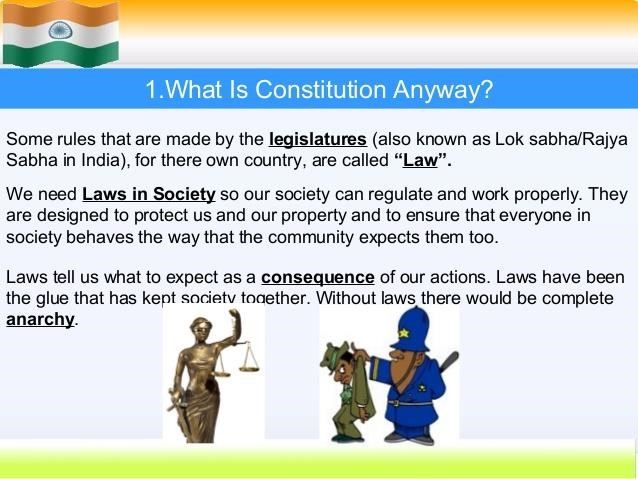 1.What Is Constitution Anyway?
Some rules that are made by the legislatures (also known as Lok sabha/Rajya
Sabha in India), for there own country, are called “Law”.
We need Laws in Society so our society can regulate and work properly. They
are designed to protect us and our property and to ensure that everyone in
society behaves the way that the community expects them too.
Laws tell us what to expect as a consequence of our actions. Laws have been
the glue that has kept society together. Without laws there would be complete
anarchy.